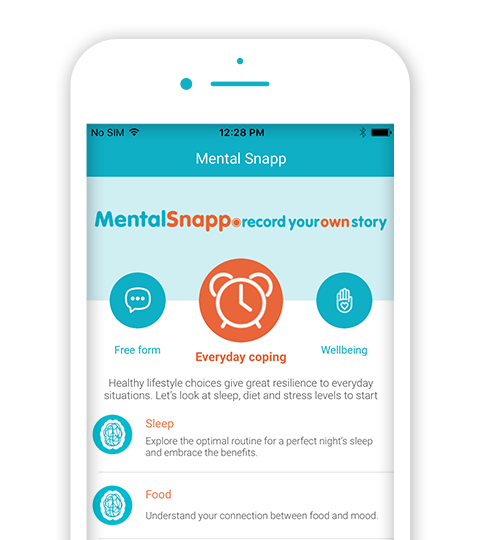 No SIM 12:28 PM
Mental Snapp
MentalSnapp record your own story
Free form
Everyday coping
Wellbeing
Healthy lifestyle choices give great resilience to everyday
situations. Let's look at sleep, diet and stress levels to start
Sleep
Explore the optimal routine for a perfect night's sleep
and embrace the benefits.
Food
Understand your connection between food and mood.